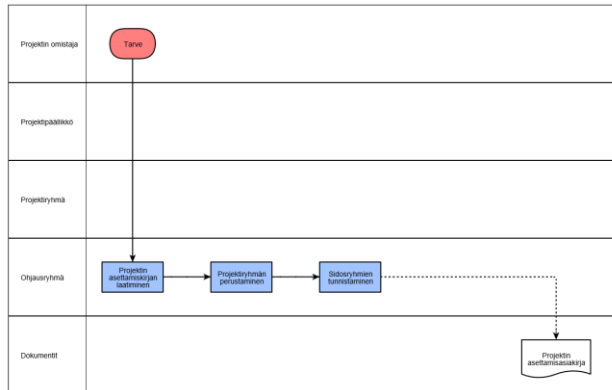 Projektin omistaja
Tarve
Projektipäällikkö
Projektiryhmä
Ohjausryhmä
Projektin
asettamiskirjan
laatiminen
Projektiryhmän
perustaminen
Sidosryhmien
tunnistaminen
Dokumentit
Projektin
asettamisasiakirja